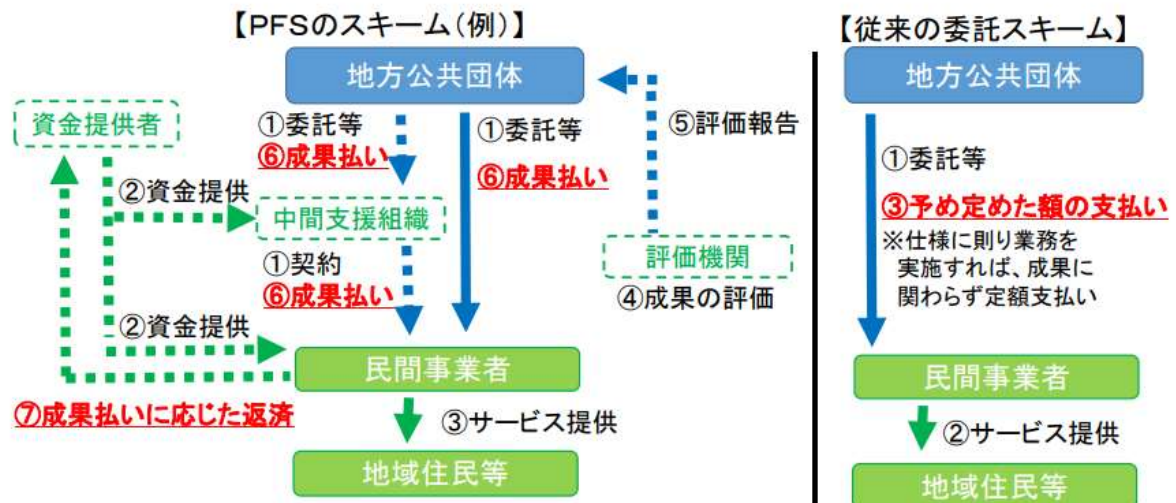 【PFSのスキーム(例)】
地方公共団体
資金提供者
①委託等
⑥成果払い
①委託等
⑥成果払い
⑤評価報告
②資金提供
中間支援組織
①契約
⑥成果払い
評価機関
④成果の評価
②資金提供
民間事業者
⑦成果払いに応じた返済
③サービス提供
地域住民等
【従来の委託スキーム】
地方公共団体
①委託等
③予め定めた額の支払い
※仕様に則り業務を
実施すれば、成果に
関わらず定額支払い
民間事業者
②サービス提供
地域住民等